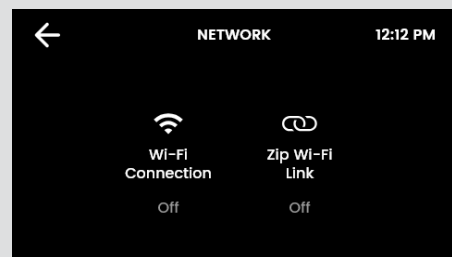 NETWORK 12:12 PM
Wi-Fi Zip Wi-Fi
Connection Link
Off Off